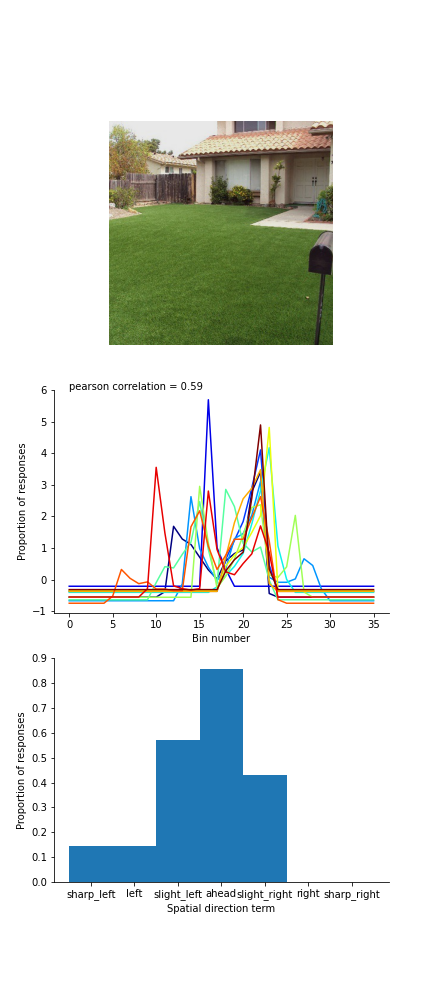 pearson correlation = 0.59
6
5
4
3
2
1
0
−1
Proportion of responses
0 5 10 15 20 25 30 35
Bin number
0.9
0.8
0.7
0.6
0.5
0.4
0.3
0.2
0.1
0.0
Proportion of responses
sharp_left left slight_left ahead slight_right right sharp_right
Spatial direction term